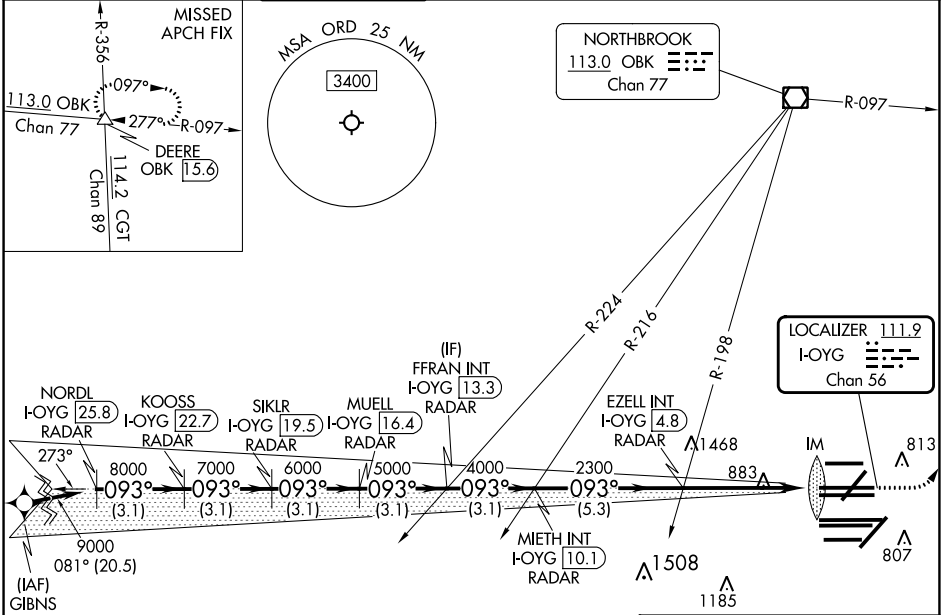 MISSED
APCH FIX
R-356
097°
113.0 OBK
Chan 77
277°
R-097
DEERE
OBK 15.6
114.2 CGT
Chan 89
MSA ORD 25 NM
3400
NORTHBROOK
113.0 OBK
Chan 77
R-097
R-224
R-216
R-198
LOCALIZER 111.9
I-OYG
Chan 56
(IF)
FFRAN INT
I-OYG 13.3
RADAR
NORDL
I-OYG 25.8
RADAR
KOOSS
I-OYG 22.7
RADAR
SIKLR
I-OYG 19.5
RADAR
MUELL
I-OYG 16.4
RADAR
EZELL INT
I-OYG 4.8
RADAR
1468
IM
813
273°
8000
7000
6000
5000
4000
2300
883
093°
093°
093°
093°
093°
093°
(3.1)
(3.1)
(3.1)
(3.1)
(3.1)
(5.3)
9000
081° (20.5)
(IAF)
GIBNS
MIETH INT
I-OYG 10.1
RADAR
1508
1185
807